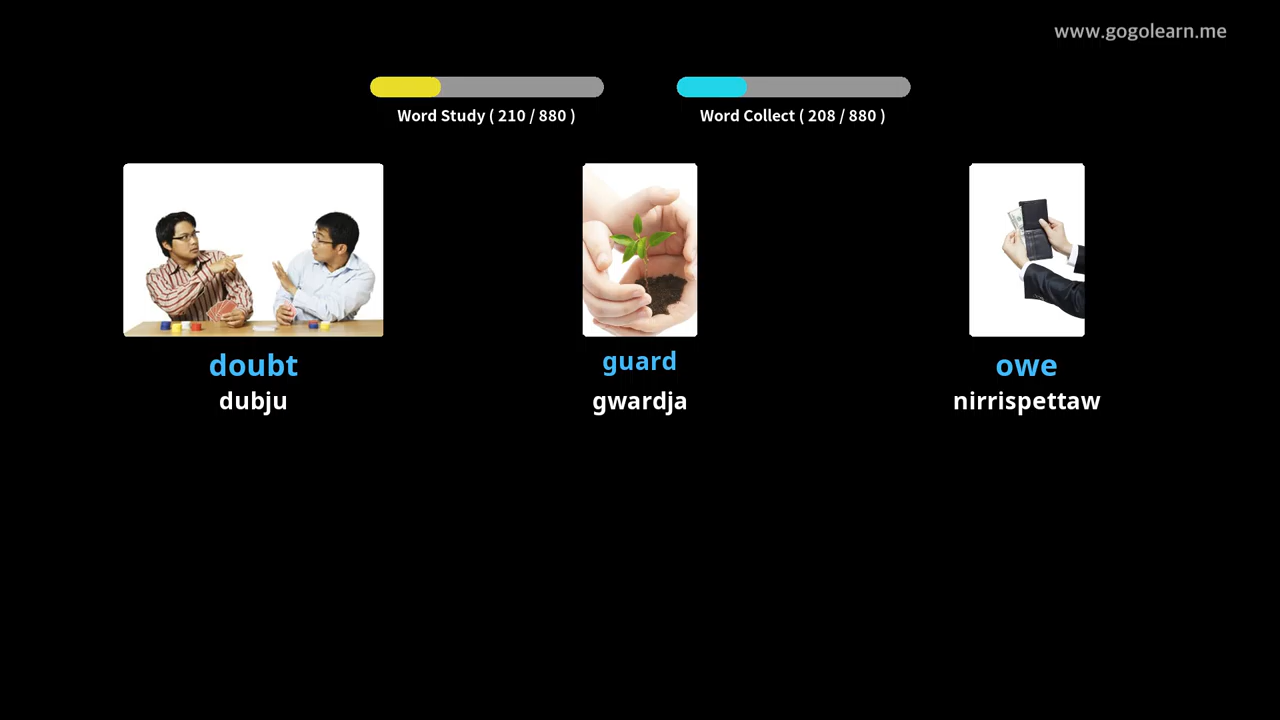 www.gogolearn.me
Word Study ( 210 / 880 )
Word Collect ( 208 / 880 )
doubt
dubju
guard
gwardja
owe
nirrispettaw